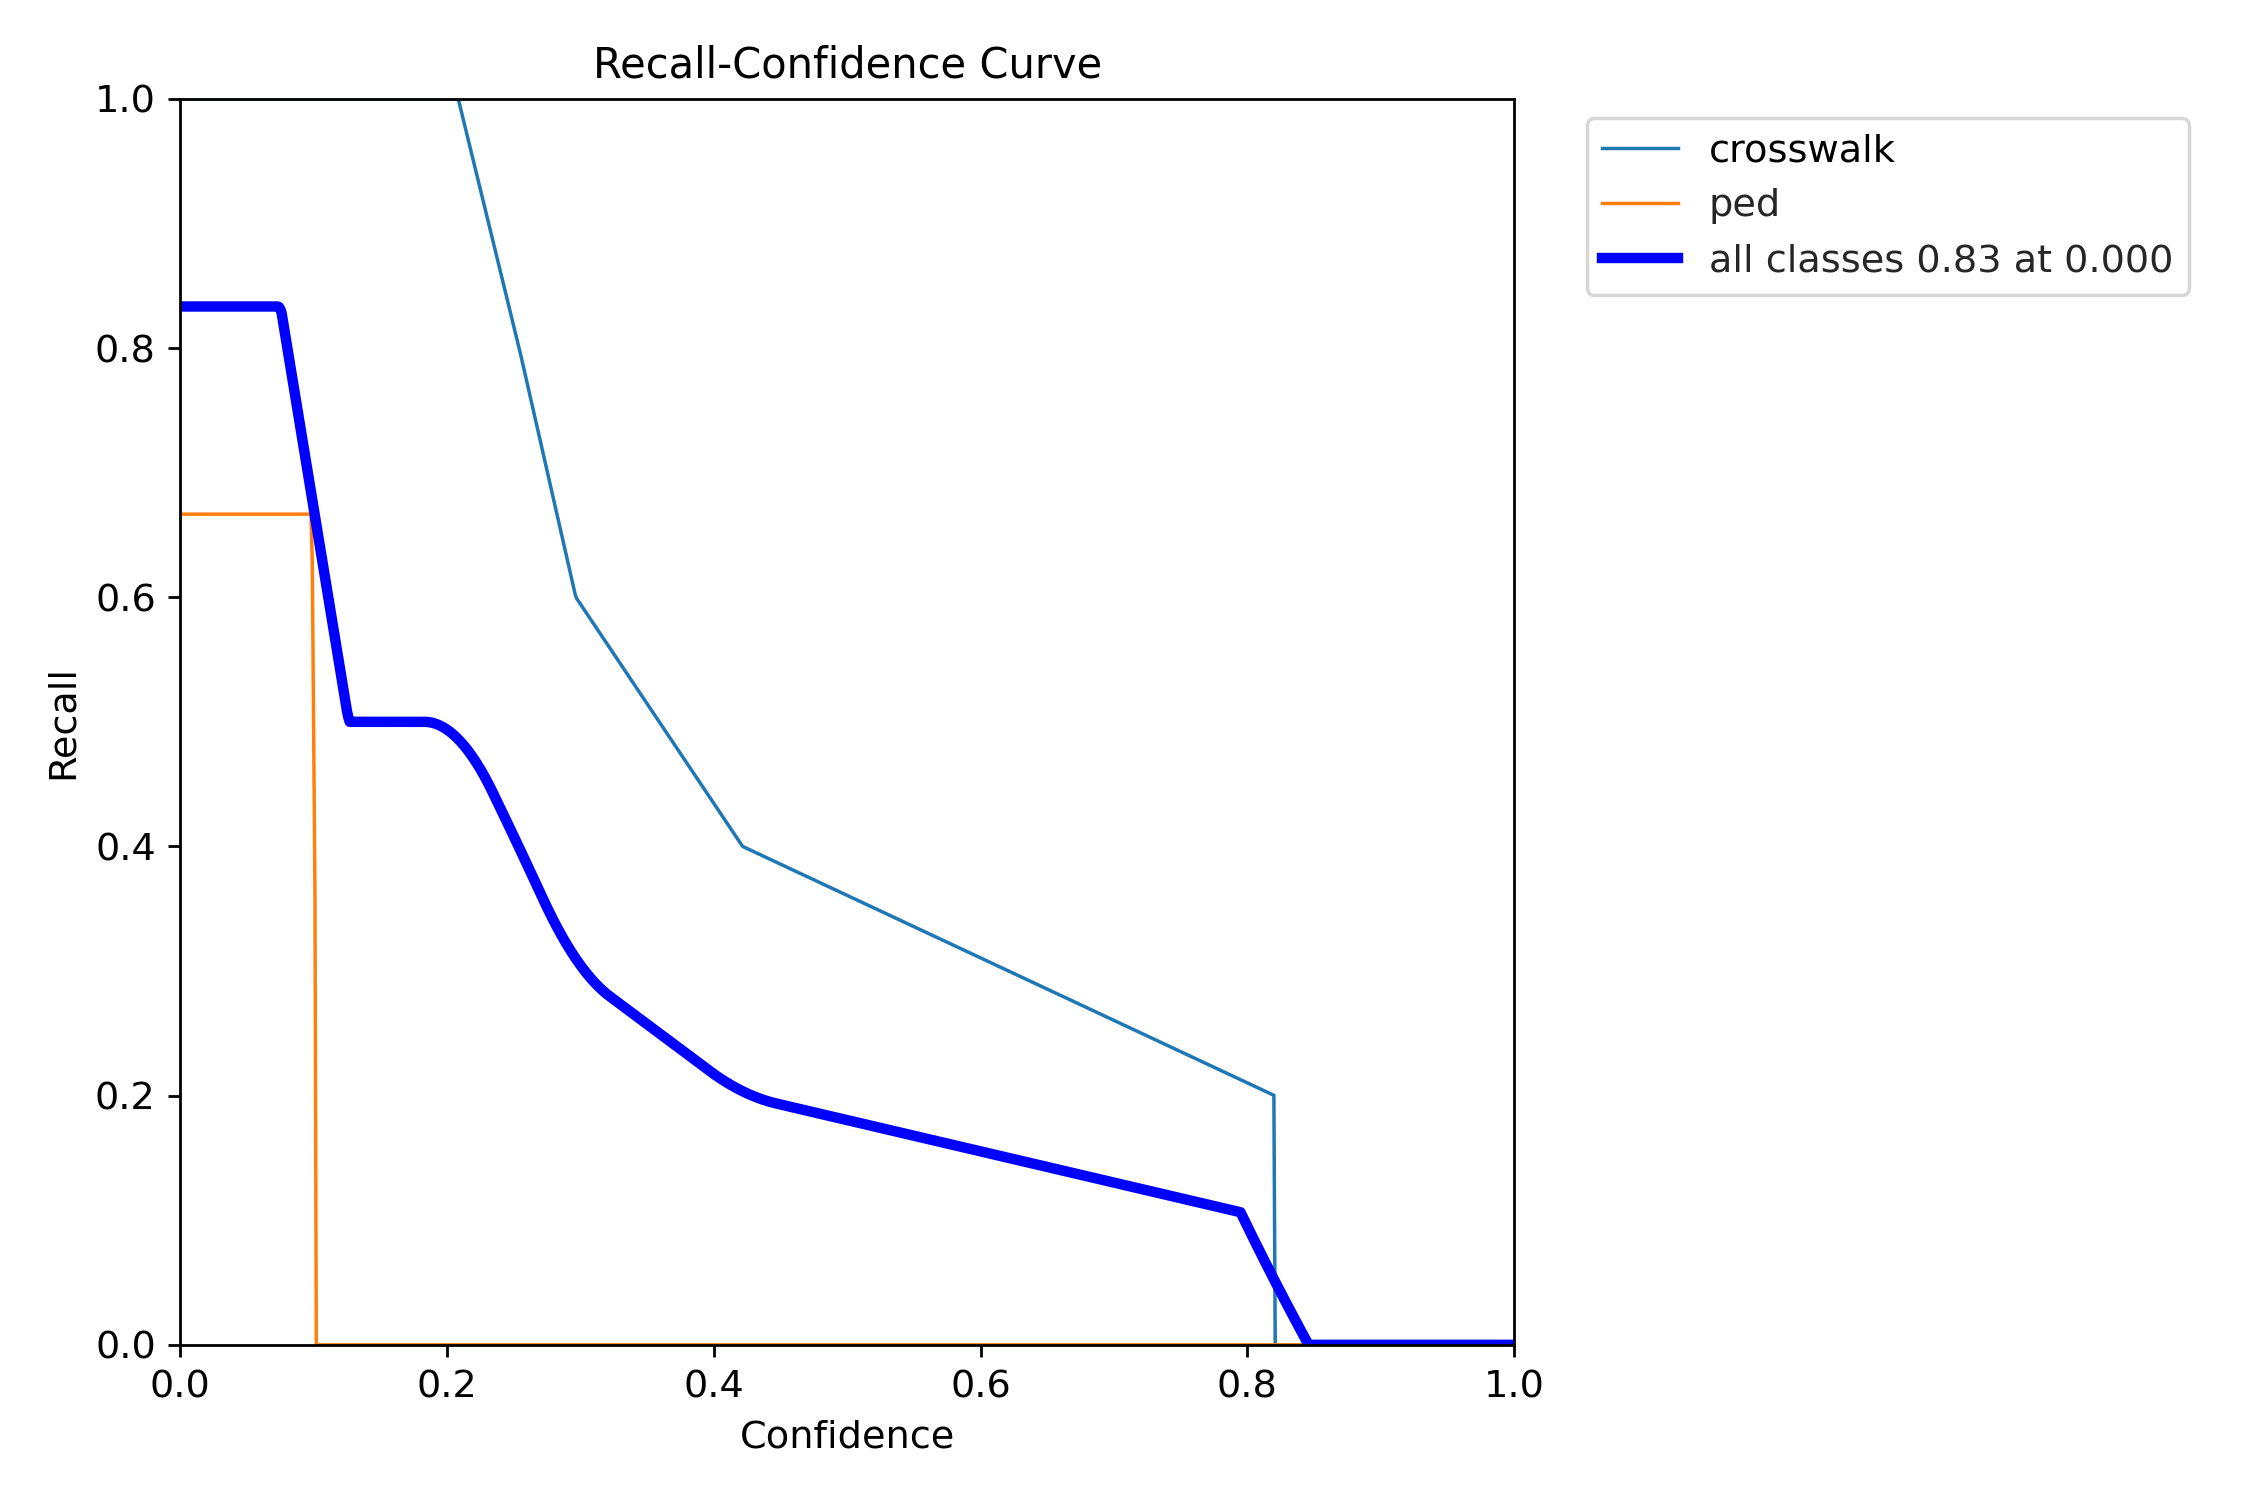 Recall-Confidence Curve
1.0
0.8
0.6
0.4
0.2
0.0
Recall
0.0 0.2 0.4 0.6 0.8 1.0
Confidence
crosswalk
ped
all classes 0.83 at 0.000